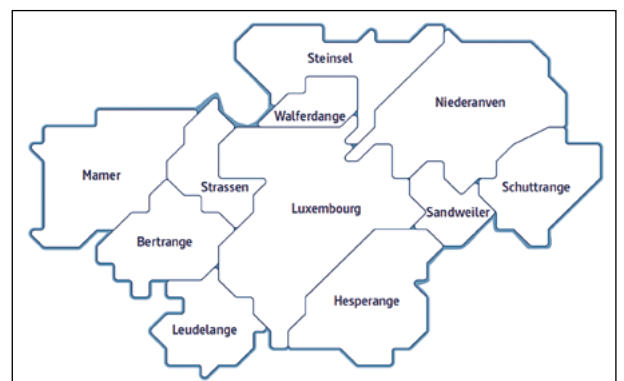 Steinsel
Niederanven
Walferdange
Mamer
Strassen
Schuttrange
Luxembourg
Sandweiler
Bertrange
Hesperange
Leudelange